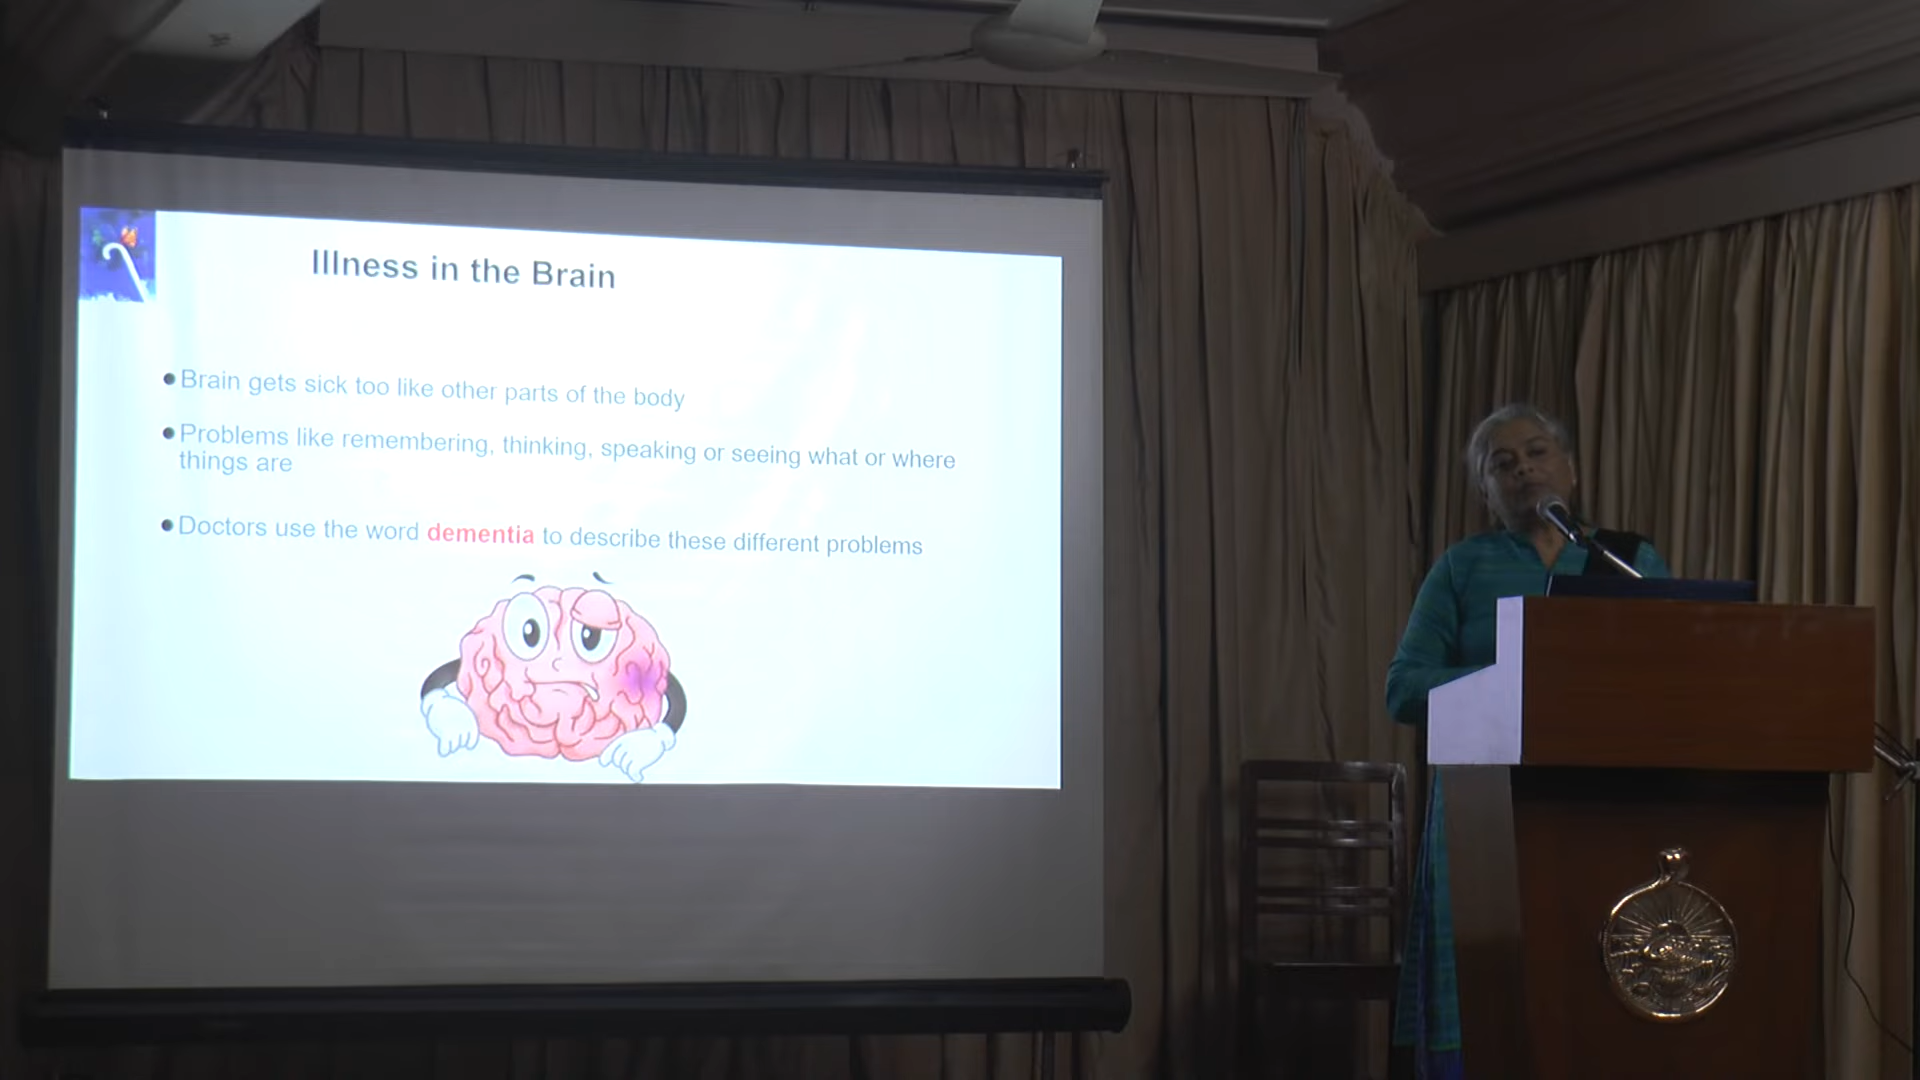 Illness in the Brain
Brain gets sick too like other parts of the body
Problems like remembering, thinking, speaking or seeing what or where
things are
Doctors use the word dementia to describe these different problems